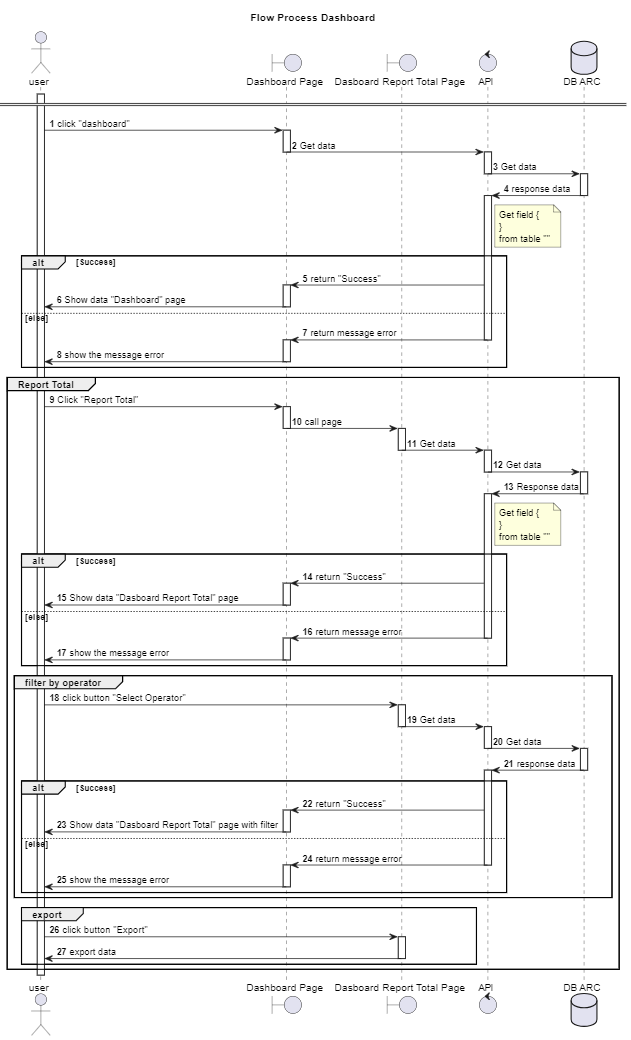 Flow Process Dashboard
user
Dashboard Page
Dasboard Report Total Page
API
DB ARC
1 click "dashboard"
2 Get data
3 Get data
4 response data
Get field {
}
from table ""
alt [Success]
5 return "Success"
6 Show data "Dashboard" page
[else]
7 return message error
8 show the message error
Report Total
9 Click "Report Total"
10 call page
11 Get data
12 Get data
13 Response data
Get field {
}
from table ""
alt [Success]
14 return "Success"
15 Show data "Dasboard Report Total" page
[else]
16 return message error
17 show the message error
filter by operator
18 click button "Select Operator"
19 Get data
20 Get data
21 response data
alt [Success]
22 return "Success"
23 Show data "Dasboard Report Total" page with filter
[else]
24 return message error
25 show the message error
export
26 click button "Export"
27 export data
user
Dashboard Page
Dasboard Report Total Page
API
DB ARC